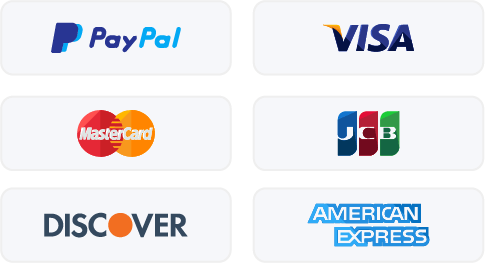 PayPal
VISA
MasterCard
JCB
DISCOVER
AMERICAN
EXPRESS